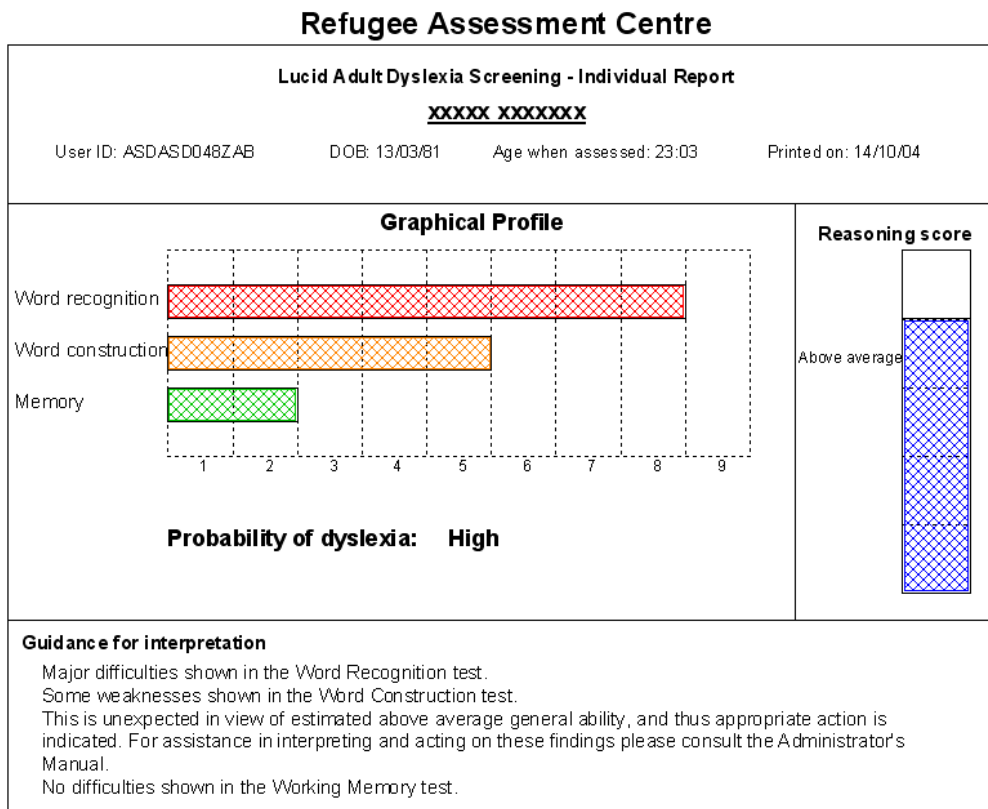 Refugee Assessment Centre
Lucid Adult Dyslexia Screening - Individual Report
XXXXX XXXXXXX
User ID: ASDASD048ZAB DOB: 13/03/81 Age when assessed: 23:03 Printed on: 14/10/04
Graphical Profile
Reasoning score
Word recognition
Word construction
Above average
Memory
1 2 3 4 5 6 7 8 9
Probability of dyslexia: High
Guidance for interpretation
Major difficulties shown in the Word Recognition test.
Some weaknesses shown in the Word Construction test.
This is unexpected in view of estimated above average general ability, and thus appropriate action is
indicated. For assistance in interpreting and acting on these findings please consult the Administrator's
Manual.
No difficulties shown in the Working Memory test.